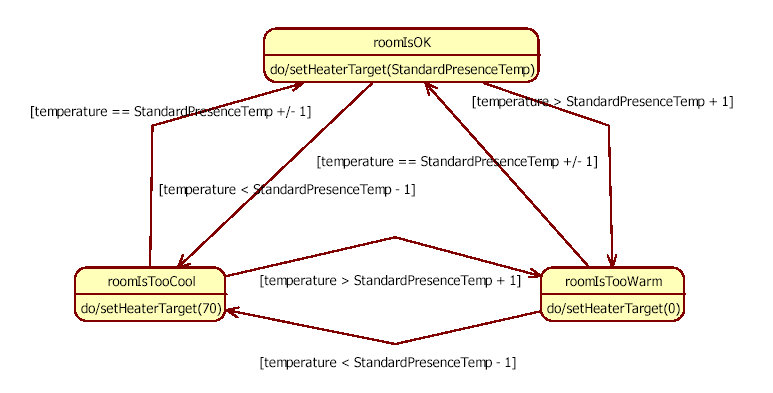 roomIsOK
do/setHeaterTarget(StandardPresenceTemp)
[temperature > StandardPresenceTemp + 1]
[temperature == StandardPresenceTemp +/- 1]
[temperature == StandardPresenceTemp +/- 1]
[temperature < StandardPresenceTemp - 1]
roomIsTooCool
do/setHeaterTarget(70)
[temperature > StandardPresenceTemp + 1]
roomIsTooWarm
do/setHeaterTarget(0)
[temperature < StandardPresenceTemp - 1]